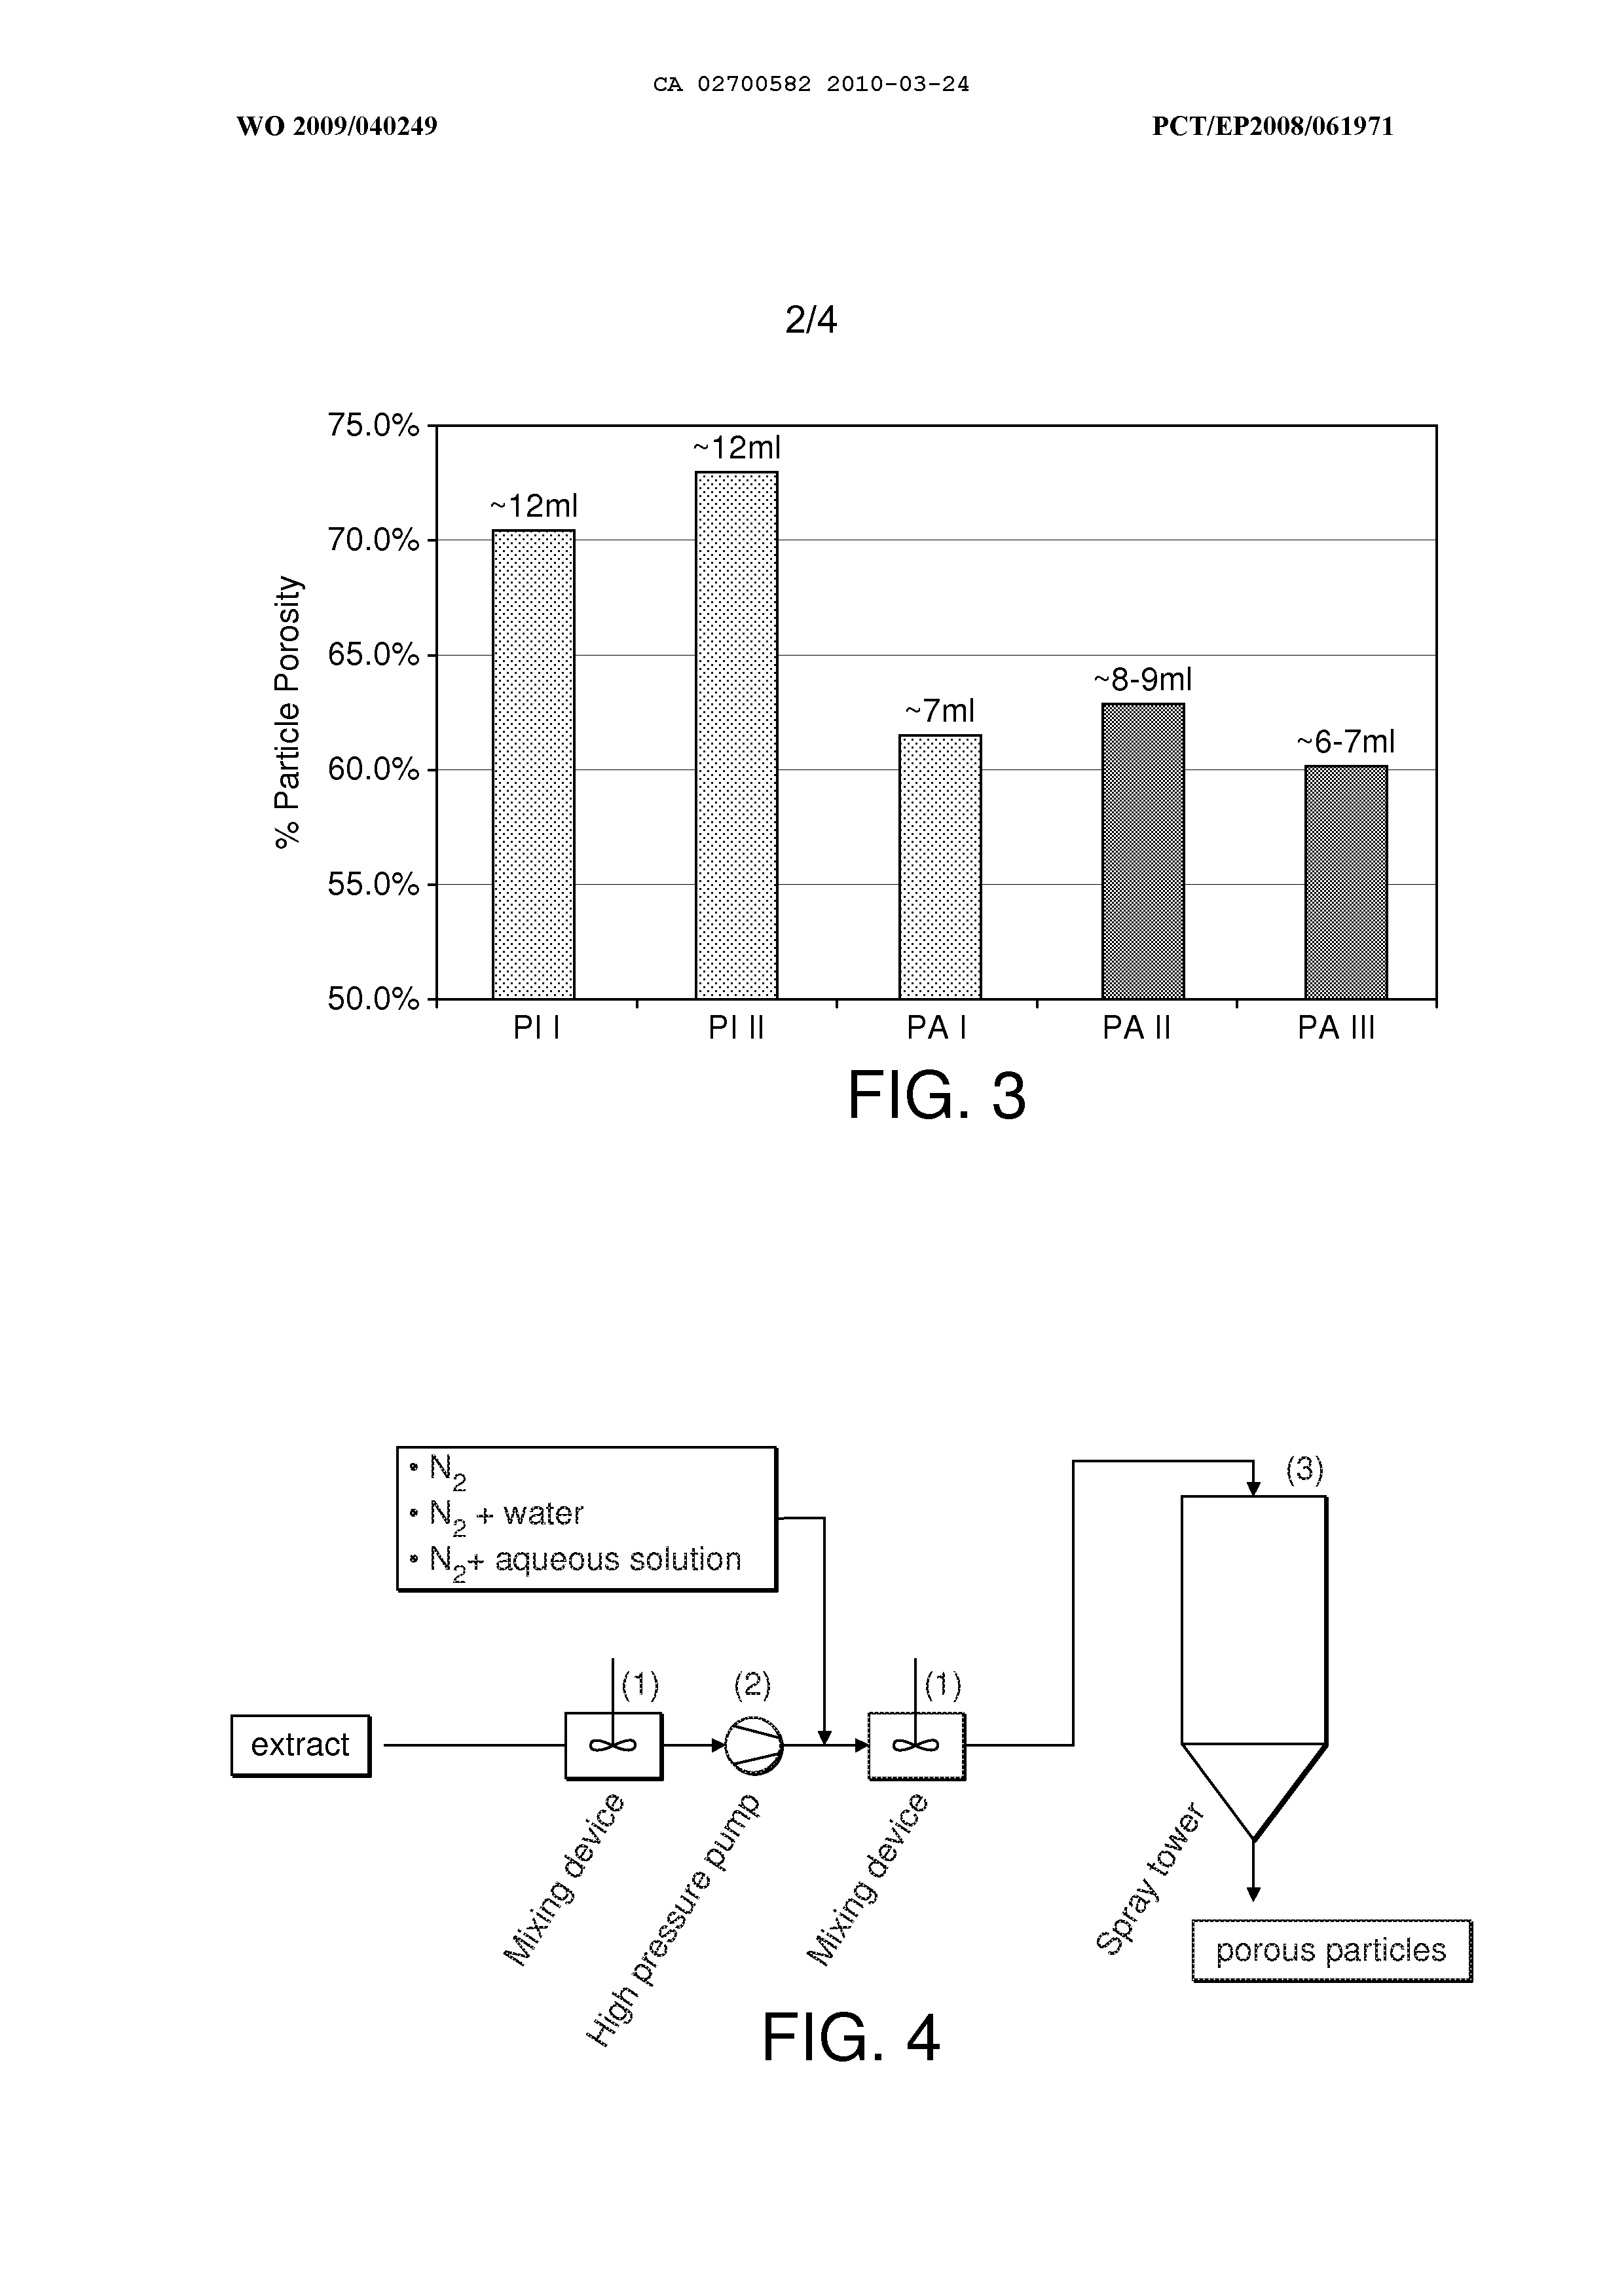 CA 02700582 2010-03-24
WO 2009/040249
PCT/EP2008/061971
2/4
75.0%
70.0%
65.0%
60.0%
55.0%
50.0%
% Particle Porosity
~12ml
~12ml
~7ml
~8-9ml
~6-7ml
PI I
PI II
PA I
PA II
PA III
FIG. 3
• N2
• N2 + water
• N2+ aqueous solution
(3)
(1)
(2)
(1)
extract
Mixing device
High pressure pump
Mixing device
Spray tower
porous particles
FIG. 4